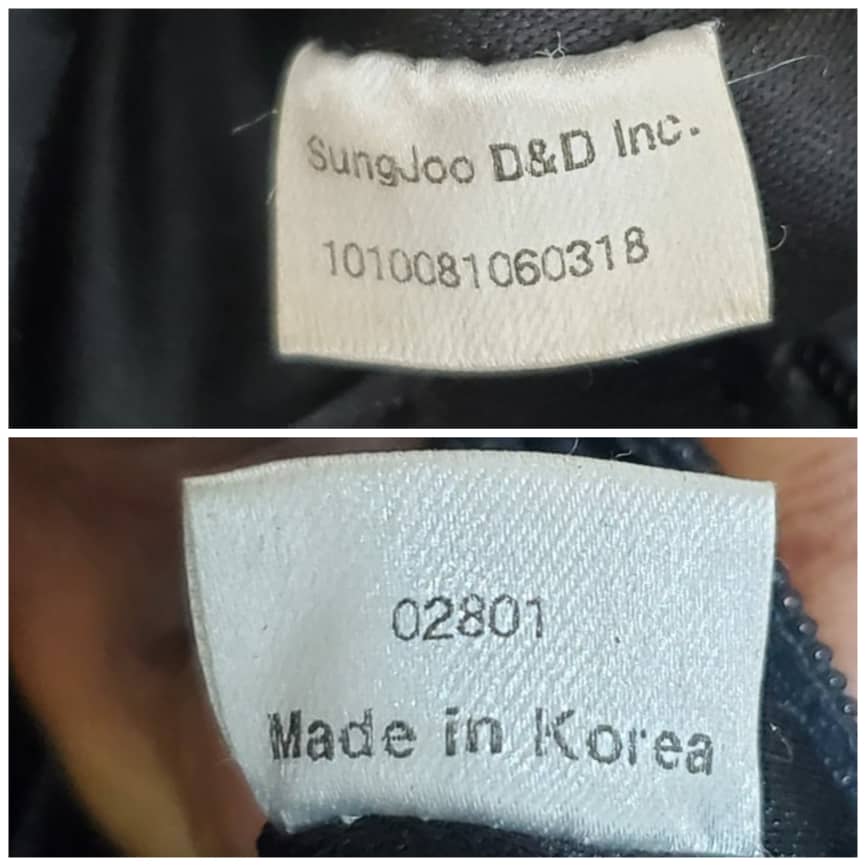 SungJoo D&D Inc.
1010081060318
02801
Made in Korea